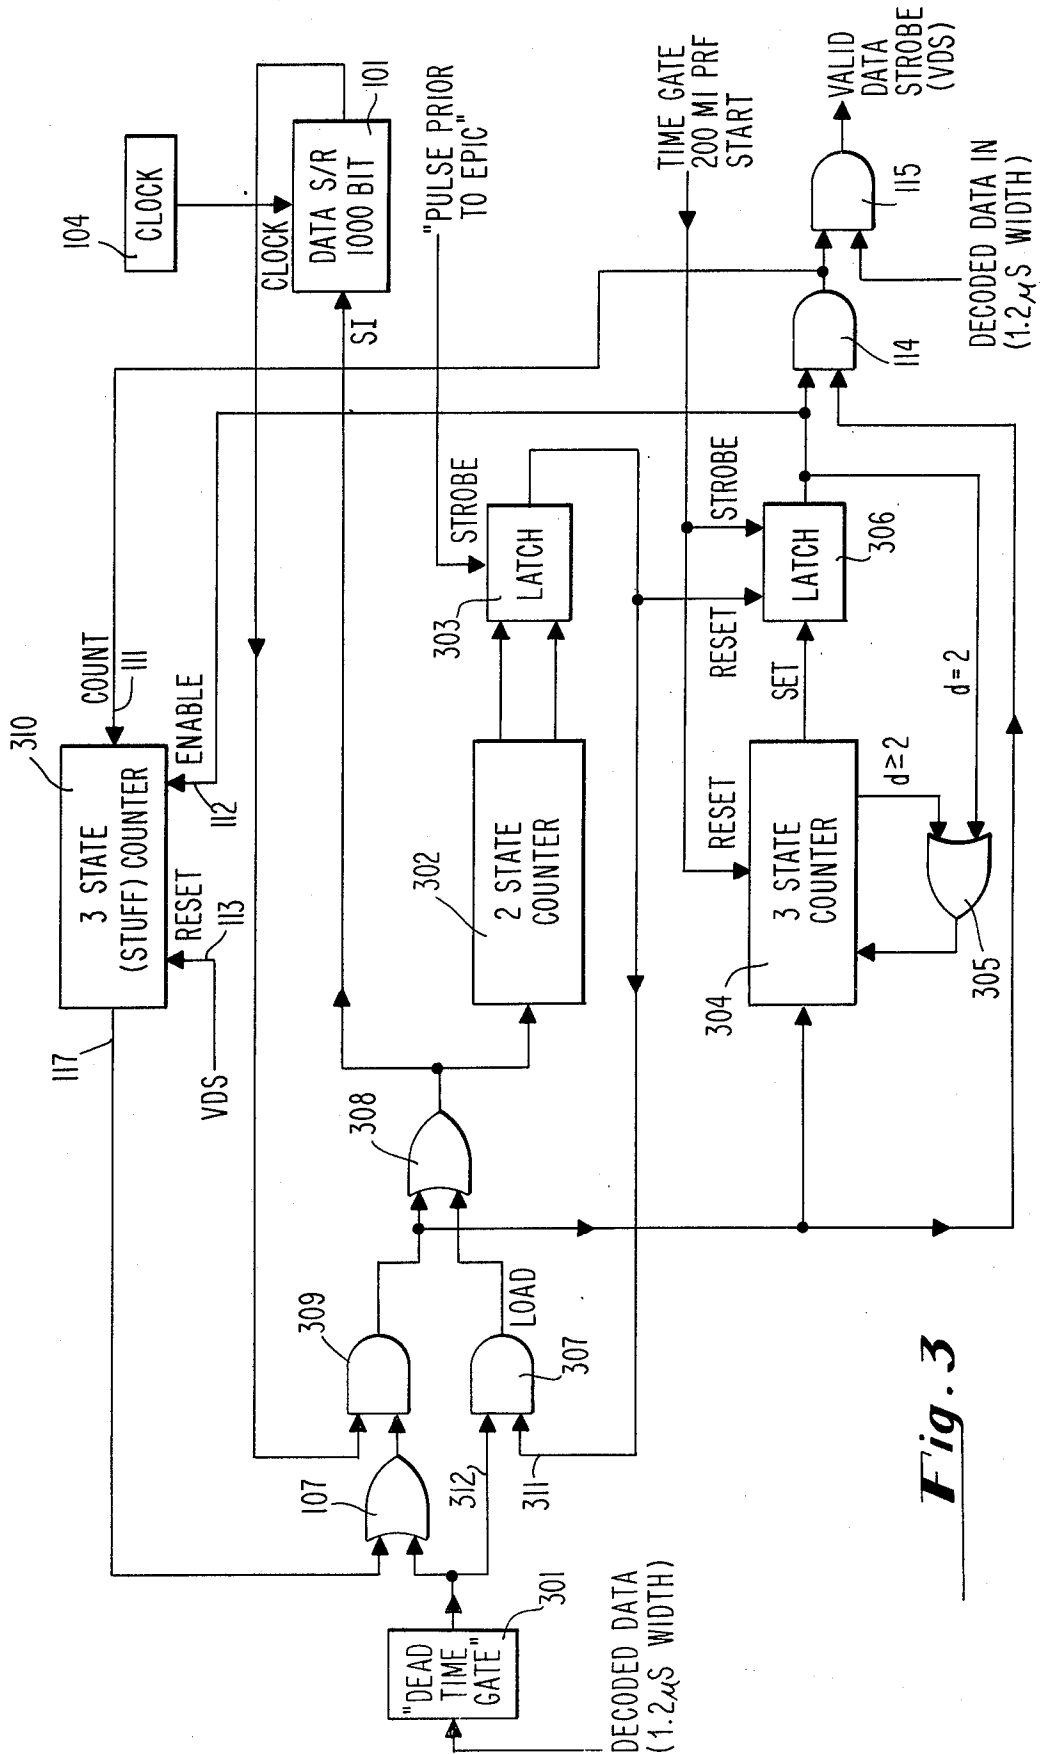 104
CLOCK
CLOCK
DATA S/R
1000 BIT
101
SI
"PULSE PRIOR
TO EPIC"
TIME GATE
200 MI PRF
START
VALID
DATA
STROBE
(VDS)
115
DECODED DATA IN
(1.2μS WIDTH)
114
310
3 STATE
(STUFF) COUNTER
COUNT
111
ENABLE
112
RESET
113
VDS
117
STROBE
LATCH
303
2 STATE
COUNTER
302
STROBE
LATCH
306
RESET
SET
RESET
3 STATE
COUNTER
304
d≥2
d=2
305
308
309
LOAD
307
107
312
311
"DEAD
TIME
GATE"
301
DECODED DATA
(1.2μS WIDTH)
Fig. 3